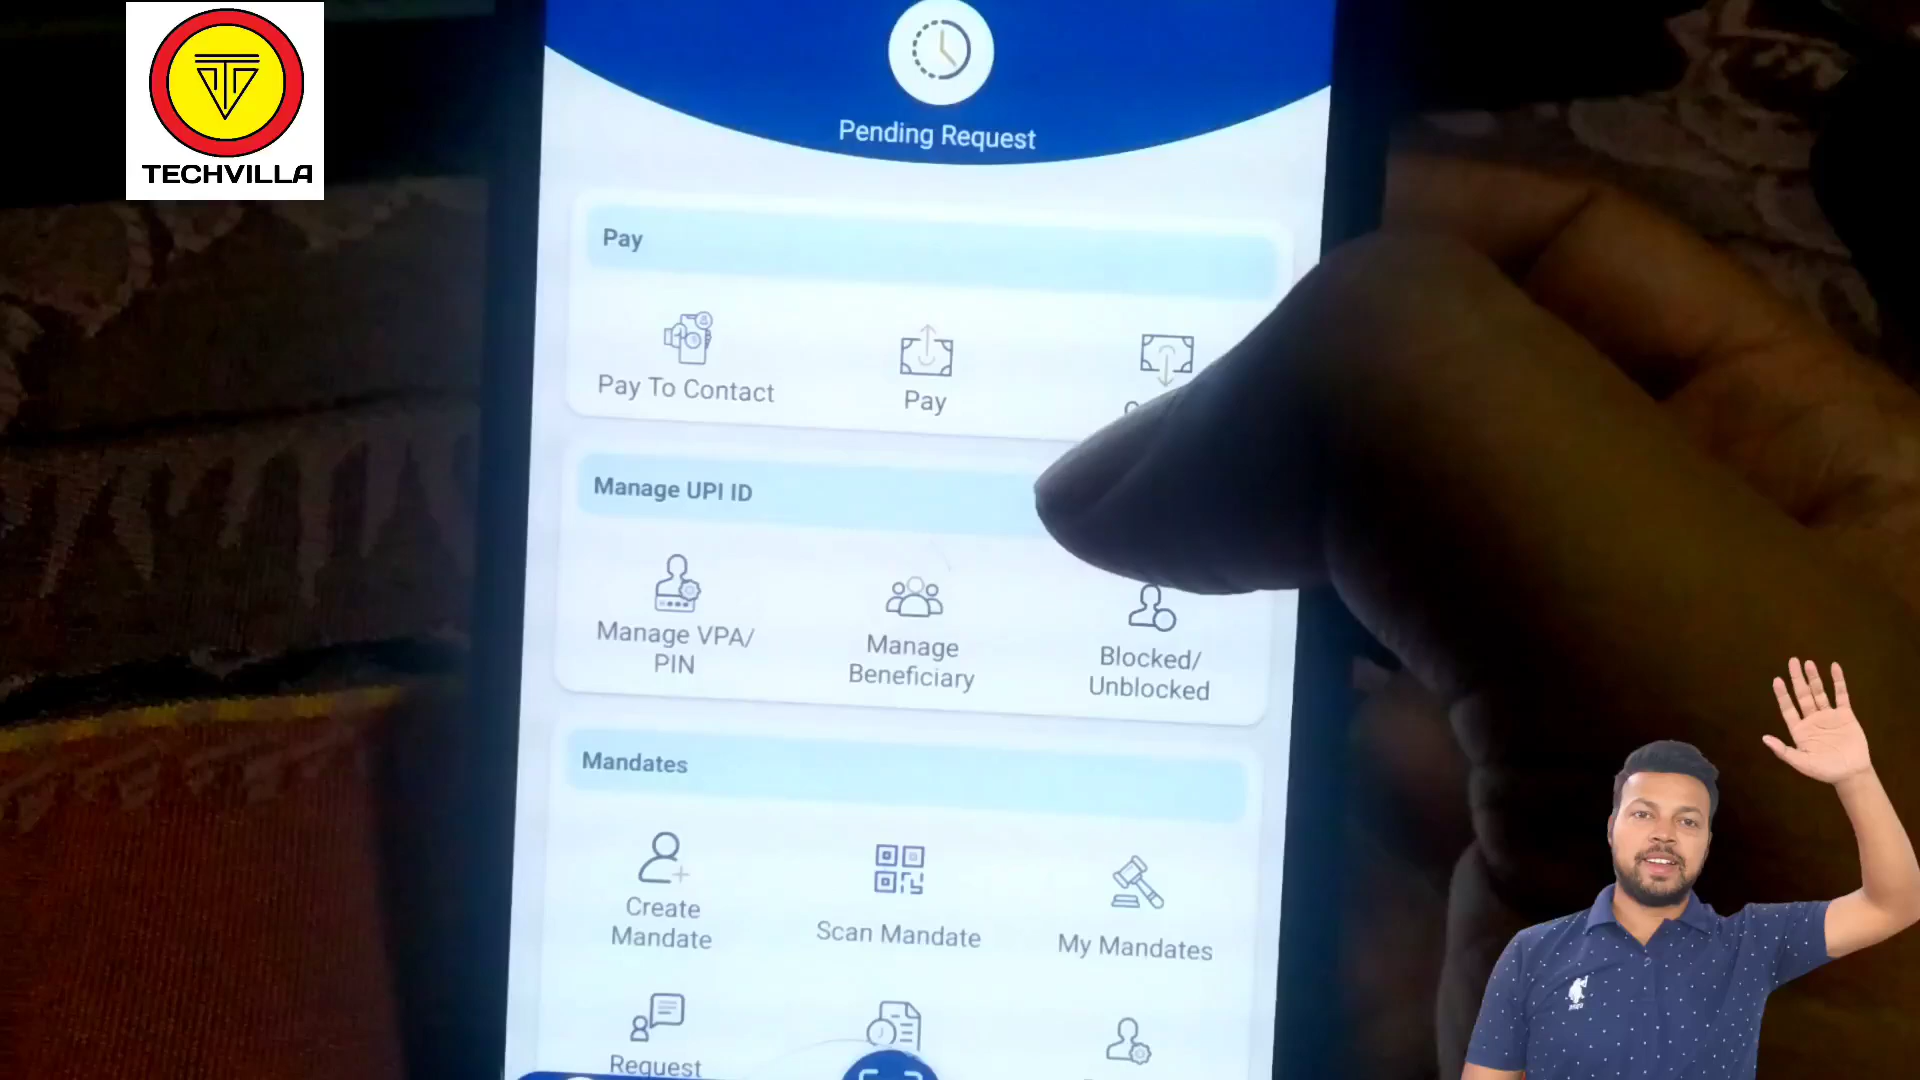 TECHVILLA
Pending Request
Pay
Pay To Contact
Pay
Manage UPI ID
Manage VPA/
PIN
Manage
Beneficiary
Blocked/
Unblocked
Mandates
Create
Mandate
Scan Mandate
My Mandates
Request